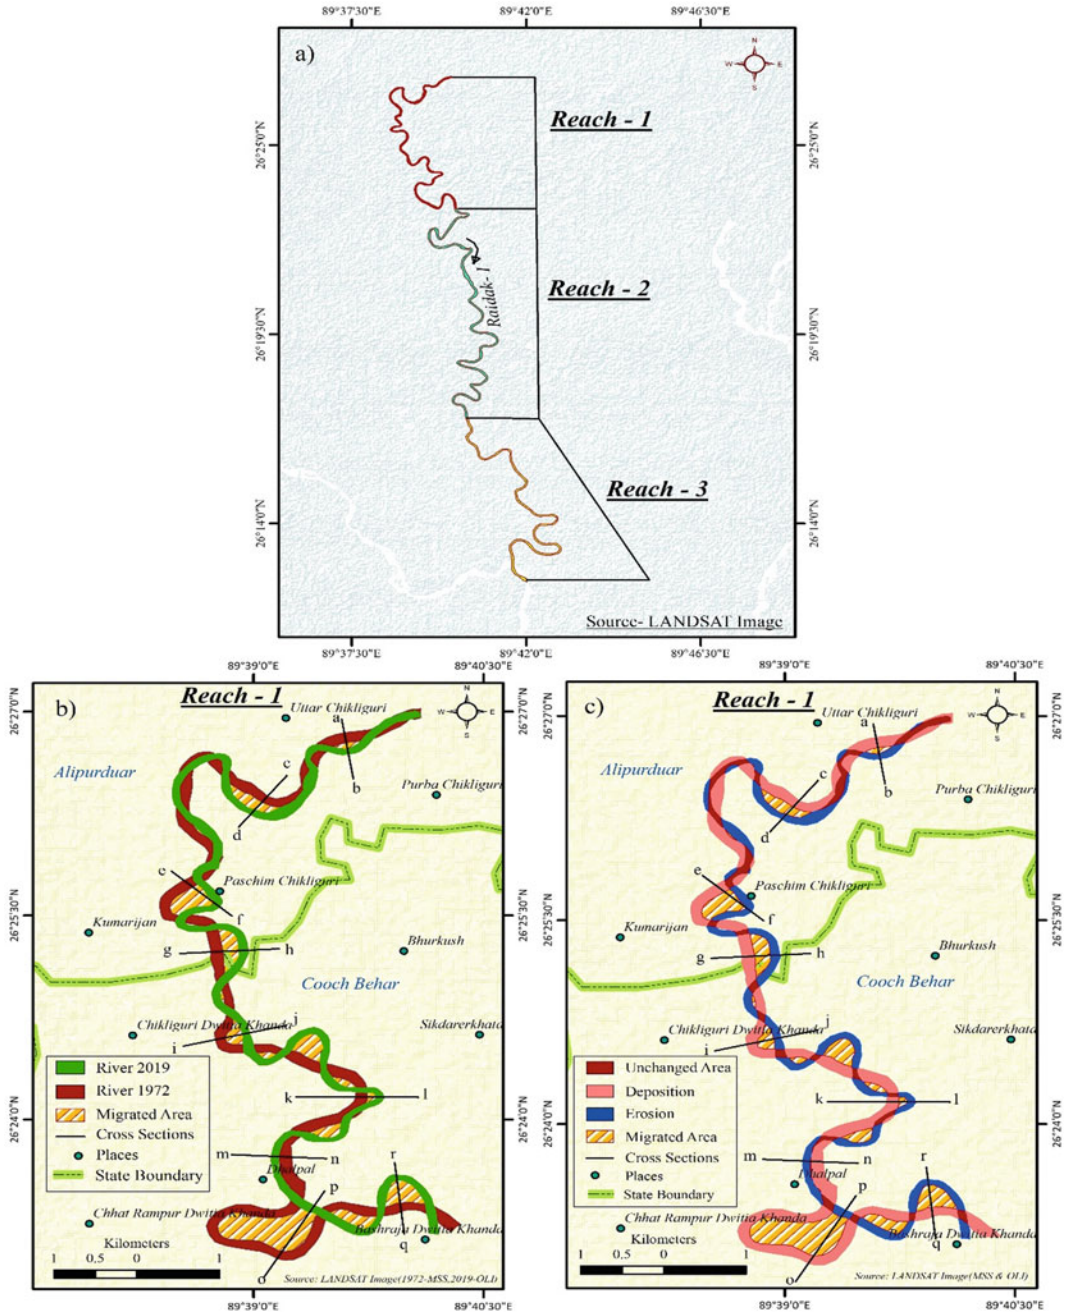 89°37'30"E 89°42'0"E 89°46'30"E
a)
N
W E
S
Reach - 1
26°25'0"N 26°25'0"N
Reach - 2
Raidak-1
26°19'30"N 26°19'30"N
Reach - 3
26°14'0"N 26°14'0"N
Source- LANDSAT Image
89°37'30"E 89°42'0"E 89°46'30"E
89°39'0"E 89°40'30"E
b)
Reach - 1
N
W E
S
26°27'0"N
Uttar Chikliguri
a
Alipurduar
c
b
Purba Chikliguri
d
e
Paschim Chikliguri
f
26°25'30"N
Kumarijan
g h
Bhurkush
Cooch Behar
j
Chikliguri Dwitia Khanda
i
Sikdarerkhata
River 2019
River 1972
Migrated Area
Cross Sections
Places
State Boundary
k l
26°24'0"N
m n
r
Dhalpal
p
Chhat Rampur Dwitia Khanda
Bashraja Dwitia Khanda
q
Kilometers
1 0.5 0 1
o
Source: LANDSAT Image(1972-MSS,2019-OLI)
89°39'0"E 89°40'30"E
89°39'0"E 89°40'30"E
c)
Reach - 1
N
W E
S
26°27'0"N
Uttar Chikliguri
a
Alipurduar
c
b
Purba Chikliguri
d
e
Paschim Chikliguri
f
26°25'30"N
Kumarijan
g h
Bhurkush
Cooch Behar
j
Chikliguri Dwitia Khanda
i
Sikdarerkhata
Unchanged Area
Deposition
Erosion
Migrated Area
Cross Sections
Places
State Boundary
k l
26°24'0"N
m n
r
Dhalpal
p
Chhat Rampur Dwitia Khanda
Bashraja Dwitia Khanda
q
Kilometers
1 0.5 0 1
o
Source: LANDSAT Image(MSS & OLI)
89°39'0"E 89°40'30"E